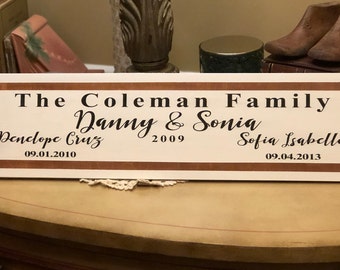 The Coleman Family
Danny & Sonia
Penelope Cruz 2009 Sofia Isabella
09.01.2010 09.04.2013